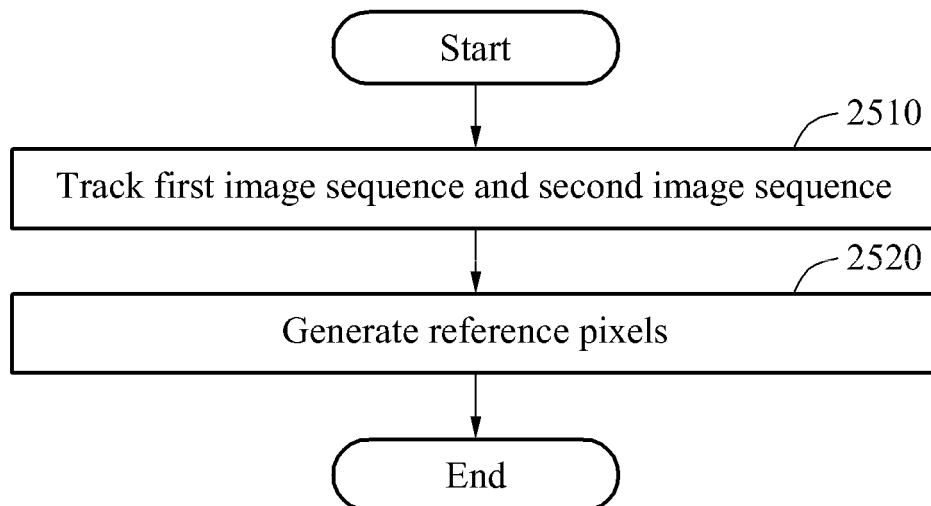 Start
2510
Track first image sequence and second image sequence
2520
Generate reference pixels
End